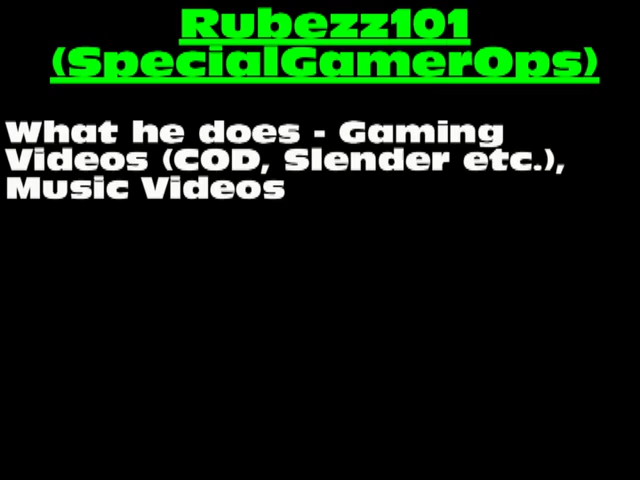 Rubezz101
(SpecialGamerOps)
What he does - Gaming
Videos (COD, Slender etc.),
Music Videos